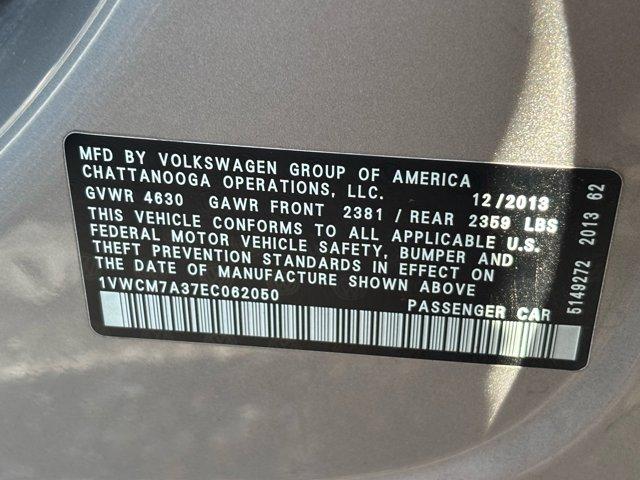 MFD BY VOLKSWAGEN GROUP OF AMERICA
CHATTANOOGA OPERATIONS, LLC. 12/2013
GVWR 4630 GAWR FRONT 2381 / REAR 2359 LBS
THIS VEHICLE CONFORMS TO ALL APPLICABLE U.S.
FEDERAL MOTOR VEHICLE SAFETY, BUMPER AND
THEFT PREVENTION STANDARDS IN EFFECT ON
THE DATE OF MANUFACTURE SHOWN ABOVE
1VWCM7A37EC062050 PASSENGER CAR
5149272 2013 62